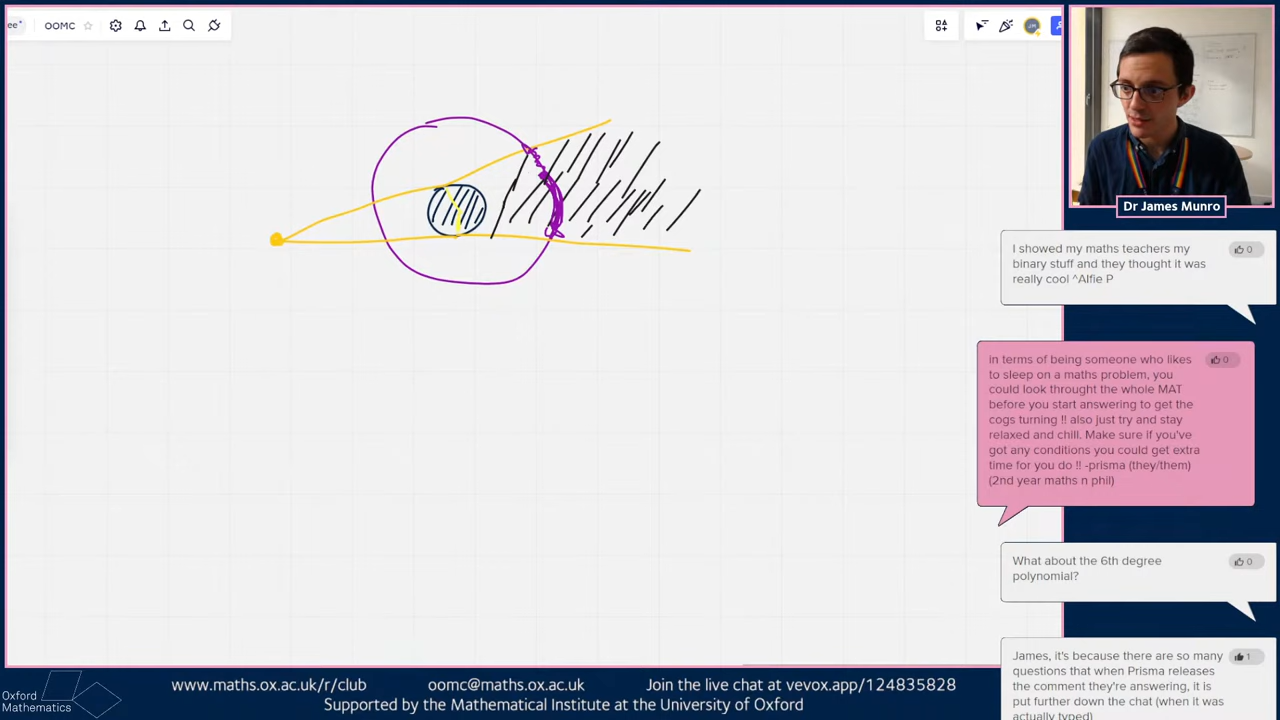 ee*
OOMC
JM
Dr James Munro
I showed my maths teachers my
binary stuff and they thought it was
really cool ^Alfie P
0
in terms of being someone who likes
to sleep on a maths problem, you
could look throught the whole MAT
before you start answering to get the
cogs turning !! also just try and stay
relaxed and chill. Make sure if you've
got any conditions you could get extra
time for you do !! -prisma (they/them)
(2nd year maths n phil)
0
What about the 6th degree
polynomial?
0
James, it's because there are so many
questions that when Prisma releases
the comment they're answering, it is
put further down the chat (when it was
actually typed)
1
Oxford
Mathematics
www.maths.ox.ac.uk/r/club
oomc@maths.ox.ac.uk
Join the live chat at vevox.app/124835828
Supported by the Mathematical Institute at the University of Oxford